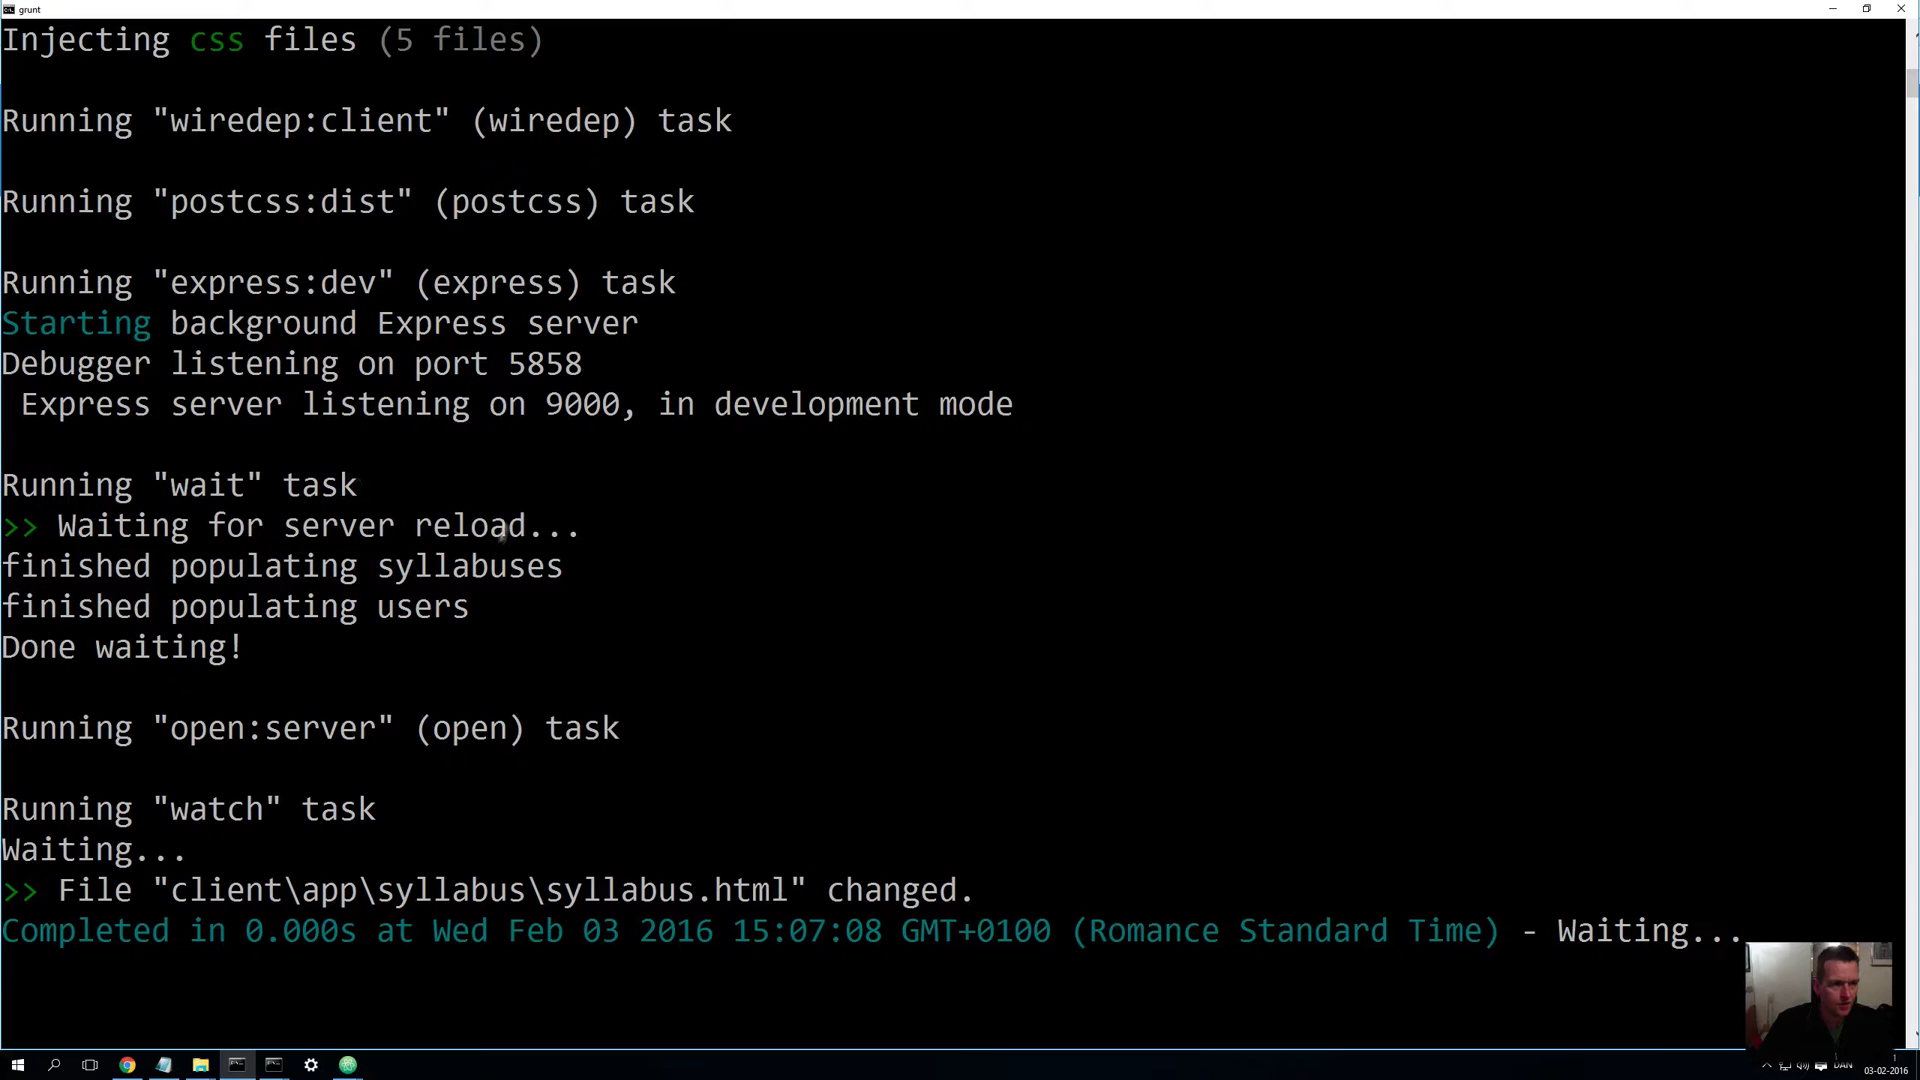 grunt
Injecting css files (5 files)
Running "wiredep:client" (wiredep) task
Running "postcss:dist" (postcss) task
Running "express:dev" (express) task
Starting background Express server
Debugger listening on port 5858
Express server listening on 9000, in development mode
Running "wait" task
>> Waiting for server reload...
finished populating syllabuses
finished populating users
Done waiting!
Running "open:server" (open) task
Running "watch" task
Waiting...
>> File "client\app\syllabus\syllabus.html" changed.
Completed in 0.000s at Wed Feb 03 2016 15:07:08 GMT+0100 (Romance Standard Time) - Waiting...
DAN
03-02-2016